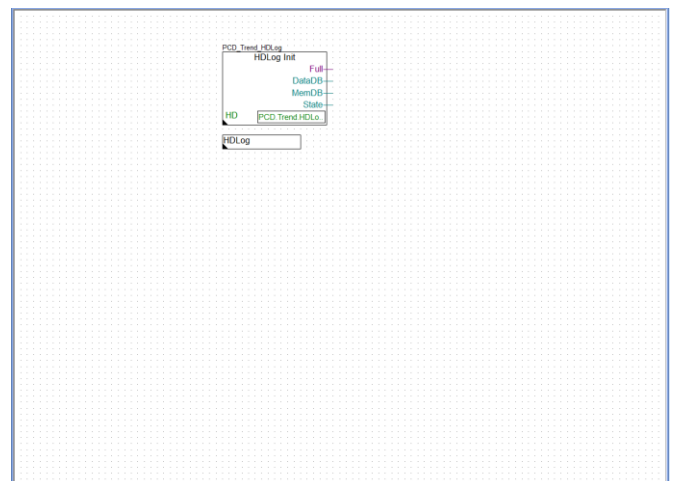 PCD_Trend_HDLog
HDLog Init
Full
DataDB
MemDB
State
HD PCD.Trend.HDLo..
HDLog